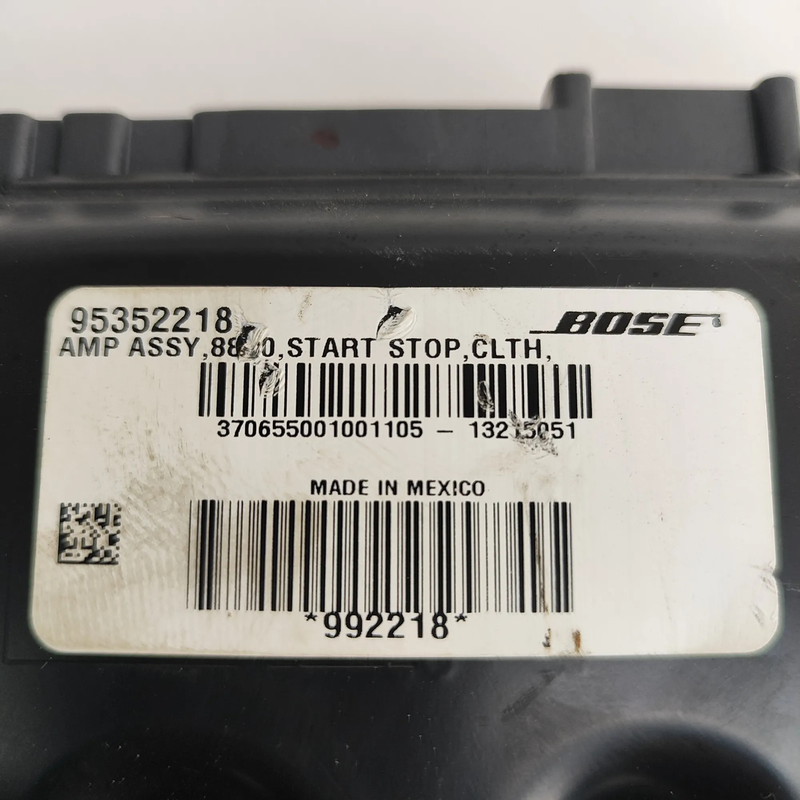 95352218
BOSE
AMP ASSY, START STOP,CLTH,
370655001001105 -
MADE IN MEXICO
*992218*